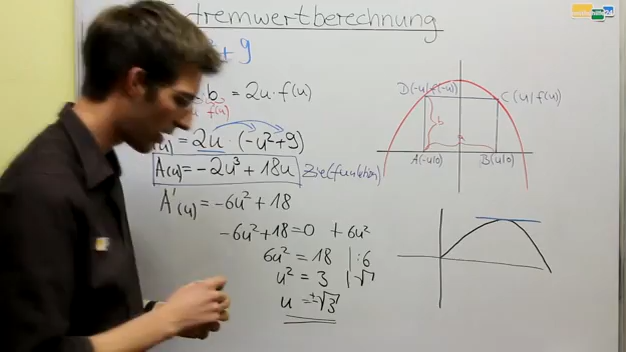 tremwertberechnung
+ 9
b = 2u · f(u)
u f(u)
u) = 2u · (-u²+9)
A(u) = -2u³ + 18u Zielfunktion)
A'(u) = -6u² + 18
-6u²+18=0 + 6u²
6u² = 18 | :6
u² = 3 | √
u = ±√3
D(-u|f(-u)) C(u|f(u))
b
a
A(-u|0) B(u|0)